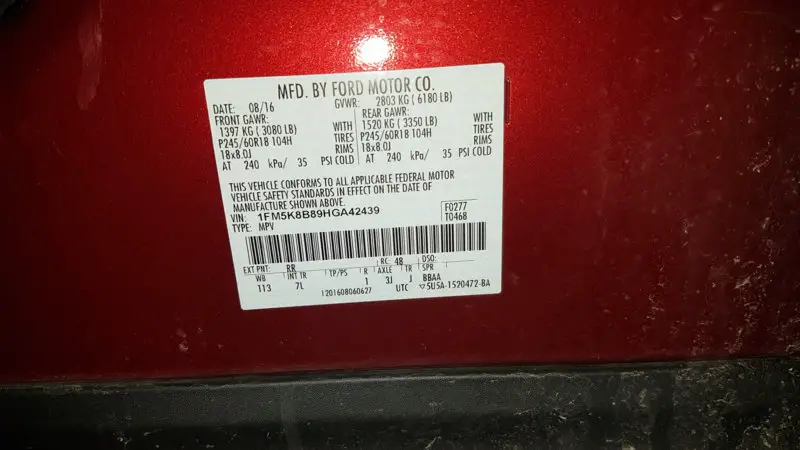 MFD. BY FORD MOTOR CO.
DATE: 08/16 GVWR: 2803 KG ( 6180 LB)
FRONT GAWR: REAR GAWR:
1397 KG ( 3080 LB) WITH 1520 KG ( 3350 LB) WITH
P245/60R18 104H TIRES P245/60R18 104H TIRES
18x8.0J RIMS 18x8.0J RIMS
AT 240 kPa/ 35 PSI COLD AT 240 kPa/ 35 PSI COLD
THIS VEHICLE CONFORMS TO ALL APPLICABLE FEDERAL MOTOR
VEHICLE SAFETY STANDARDS IN EFFECT ON THE DATE OF
MANUFACTURE SHOWN ABOVE.
VIN: 1FM5K8B89HGA42439 F0277
TYPE: MPV T0468
EXT PNT: RR RC: 48 DSO:
WB INT TR TP/PS R AXLE TR SPR
113 7L 1 3J J BBAA
1201608060627 UTC ▽5U5A-1520472-BA